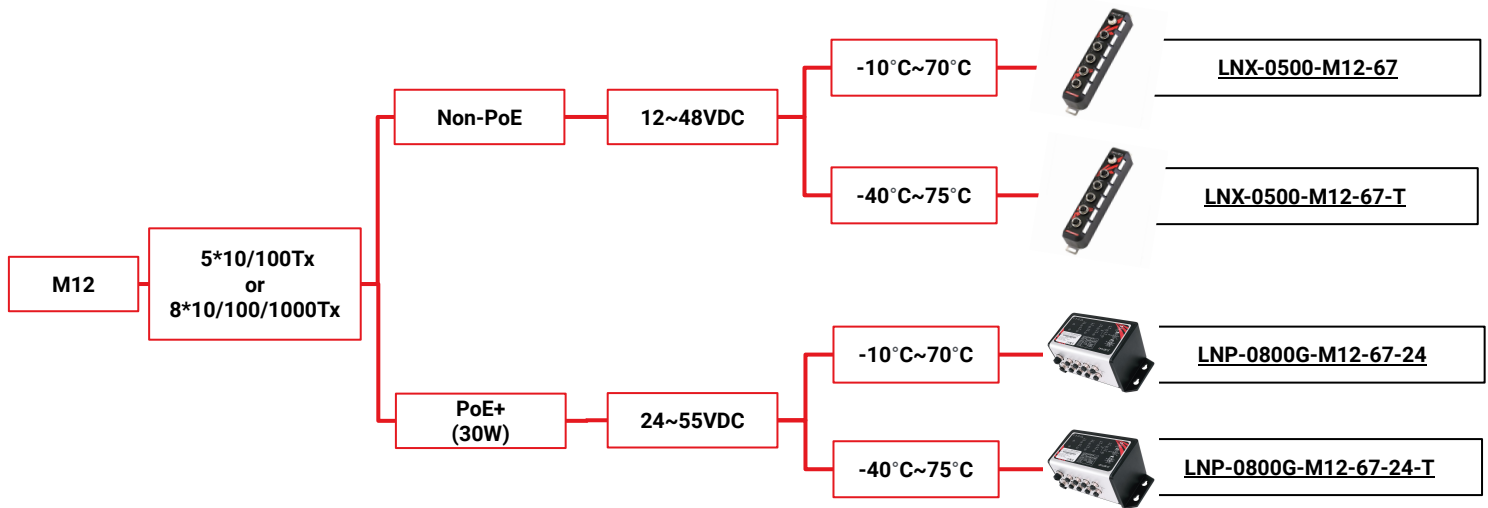 M12
5*10/100Tx
or
8*10/100/1000Tx
Non-PoE
12~48VDC
-10°C~70°C
LNX-0500-M12-67
-40°C~75°C
LNX-0500-M12-67-T
PoE+
(30W)
24~55VDC
-10°C~70°C
LNP-0800G-M12-67-24
-40°C~75°C
LNP-0800G-M12-67-24-T